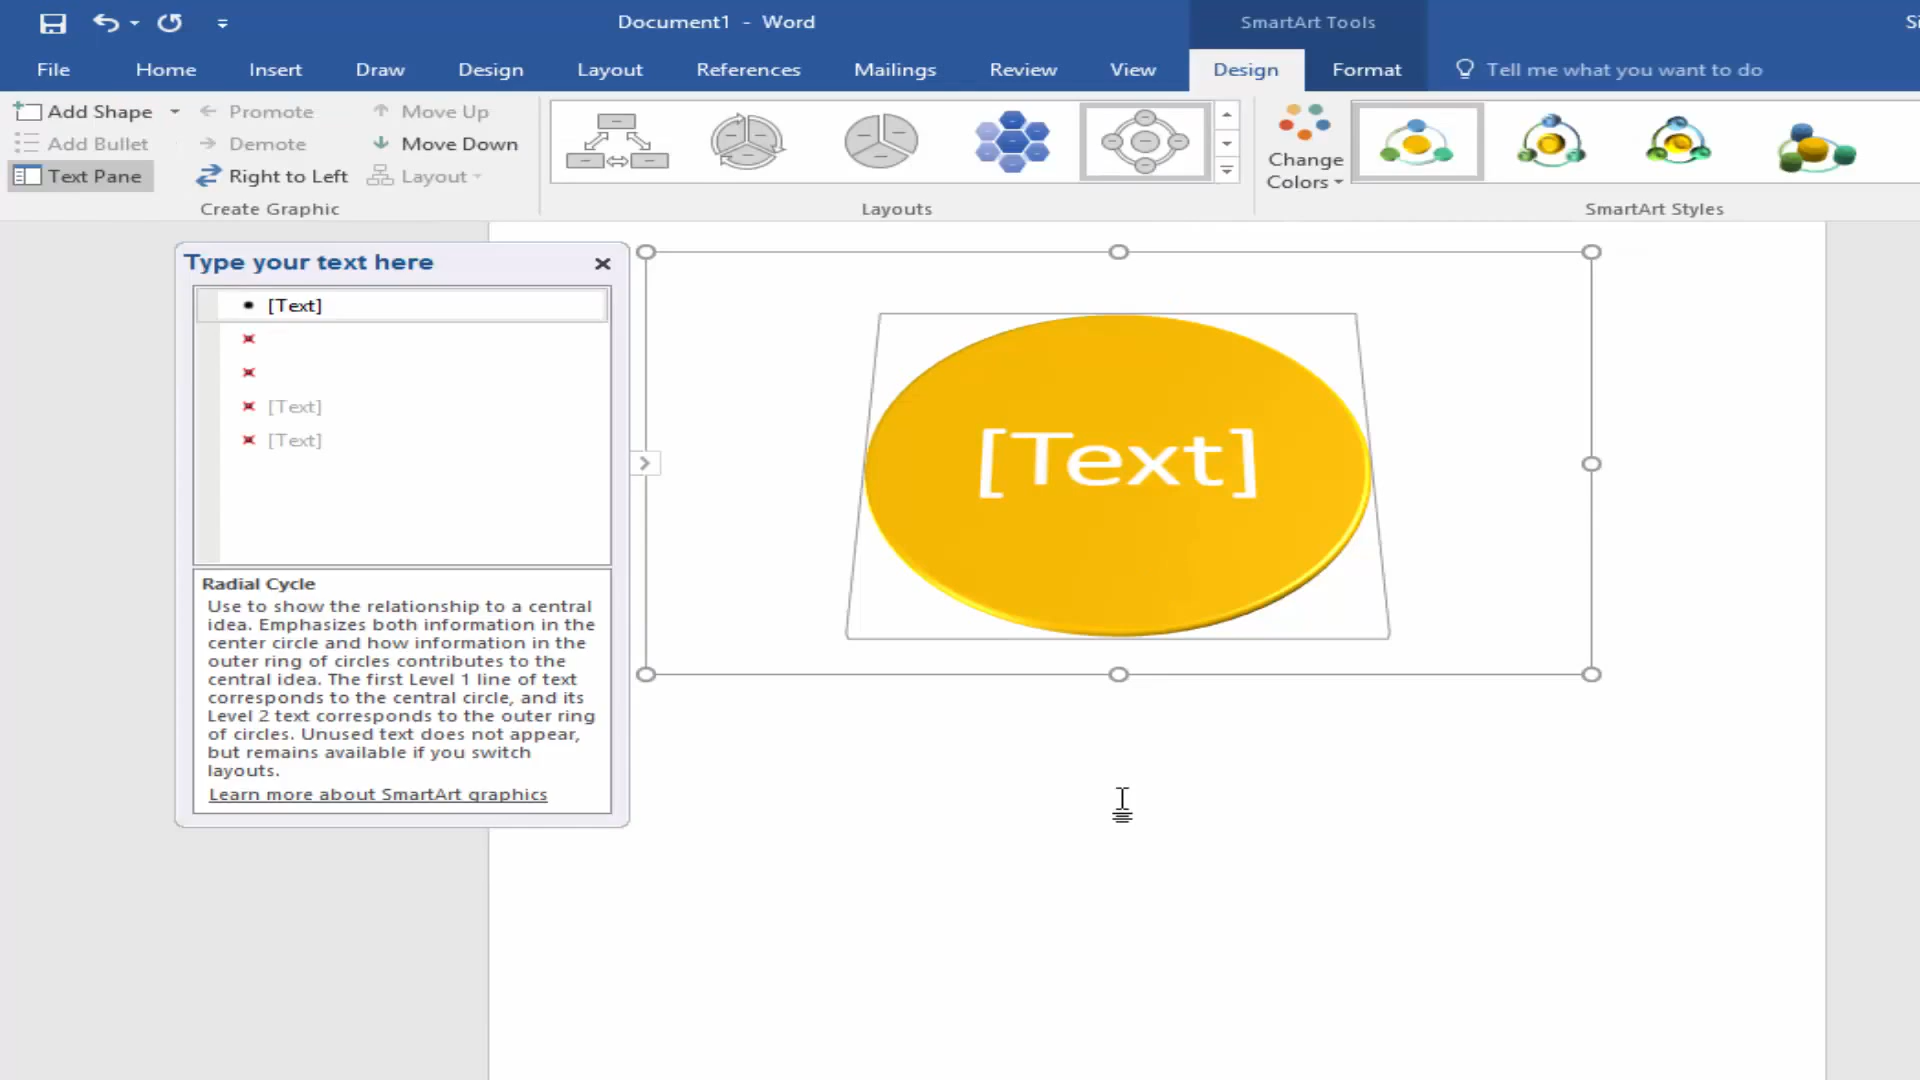 Document1 - Word
SmartArt Tools
Si
File Home Insert Draw Design Layout References Mailings Review View Design Format Tell me what you want to do
Add Shape Promote Move Up
Add Bullet Demote Move Down
Text Pane Right to Left Layout
Change
Colors
Create Graphic Layouts SmartArt Styles
Type your text here
[Text]
[Text]
[Text]
[Text]
Radial Cycle
Use to show the relationship to a central
idea. Emphasizes both information in the
center circle and how information in the
outer ring of circles contributes to the
central idea. The first Level 1 line of text
corresponds to the central circle, and its
Level 2 text corresponds to the outer ring
of circles. Unused text does not appear,
but remains available if you switch
layouts.
Learn more about SmartArt graphics